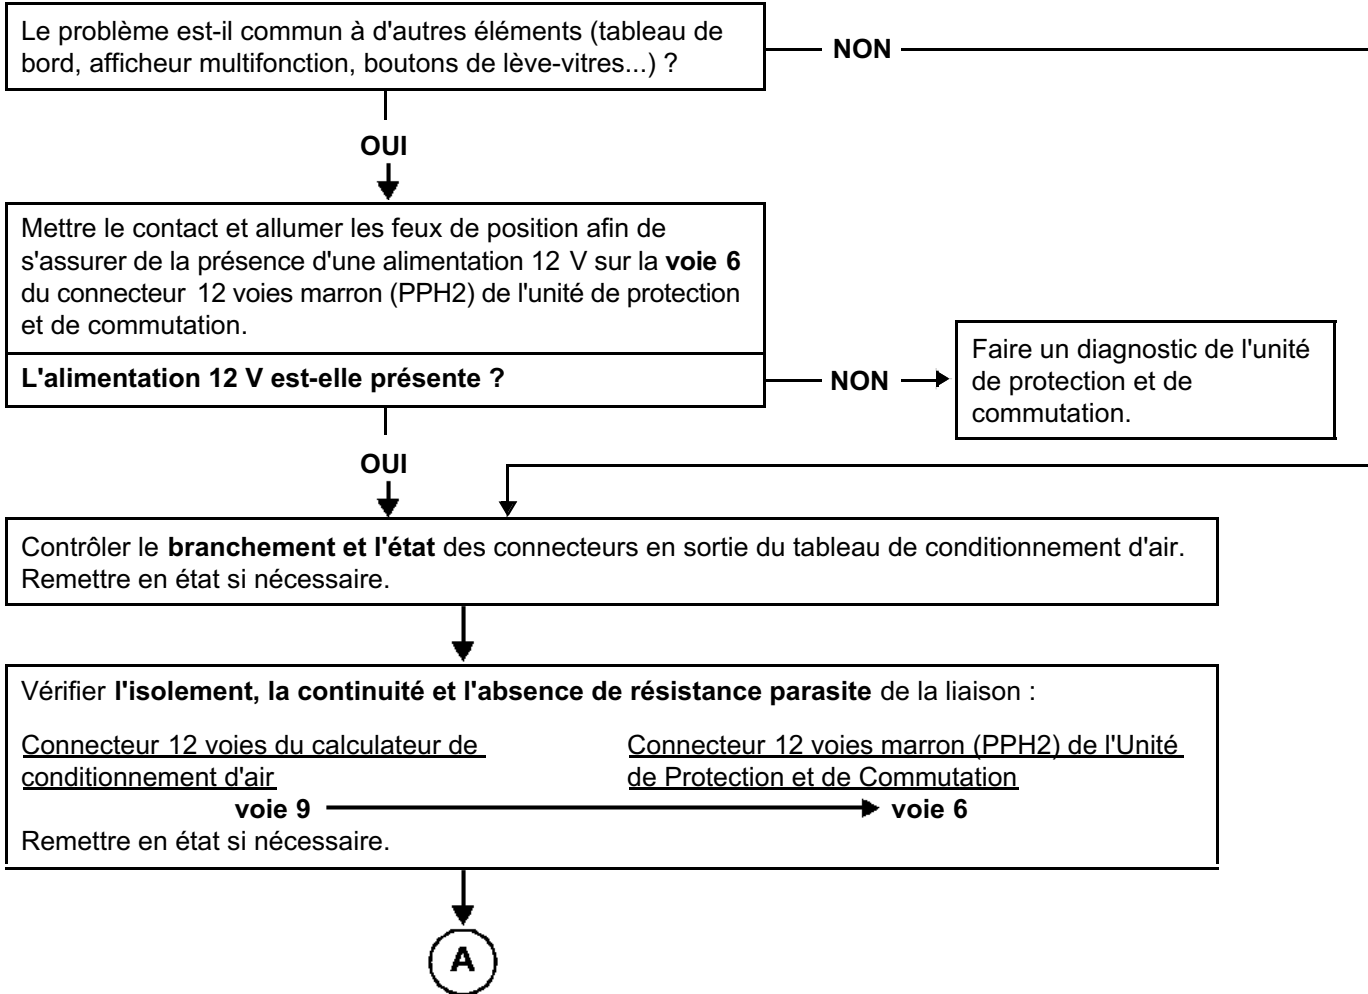 Le problème est-il commun à d'autres éléments (tableau de
bord, afficheur multifonction, boutons de lève-vitres...) ?
NON
OUI
Mettre le contact et allumer les feux de position afin de
s'assurer de la présence d'une alimentation 12 V sur la voie 6
du connecteur 12 voies marron (PPH2) de l'unité de protection
et de commutation.
L'alimentation 12 V est-elle présente ?
NON
Faire un diagnostic de l'unité
de protection et de
commutation.
OUI
Contrôler le branchement et l'état des connecteurs en sortie du tableau de conditionnement d'air.
Remettre en état si nécessaire.
Vérifier l'isolement, la continuité et l'absence de résistance parasite de la liaison :
Connecteur 12 voies du calculateur de
conditionnement d'air
Connecteur 12 voies marron (PPH2) de l'Unité
de Protection et de Commutation
voie 9
voie 6
Remettre en état si nécessaire.
A